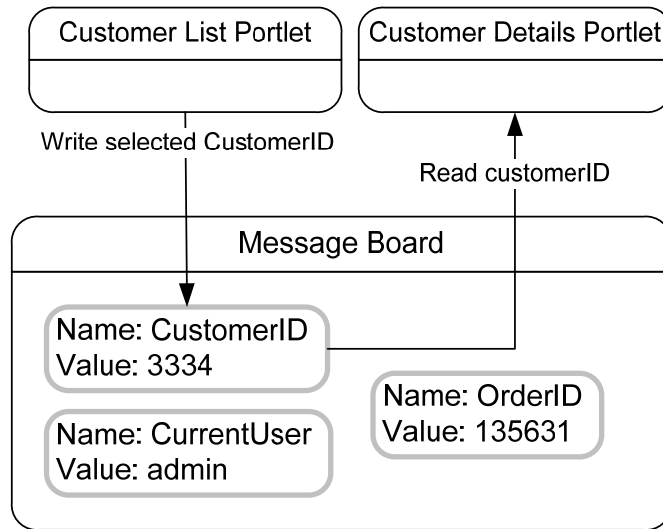 Customer List Portlet
Customer Details Portlet
Write selected CustomerID
Read customerID
Message Board
Name: CustomerID
Value: 3334
Name: OrderID
Value: 135631
Name: CurrentUser
Value: admin